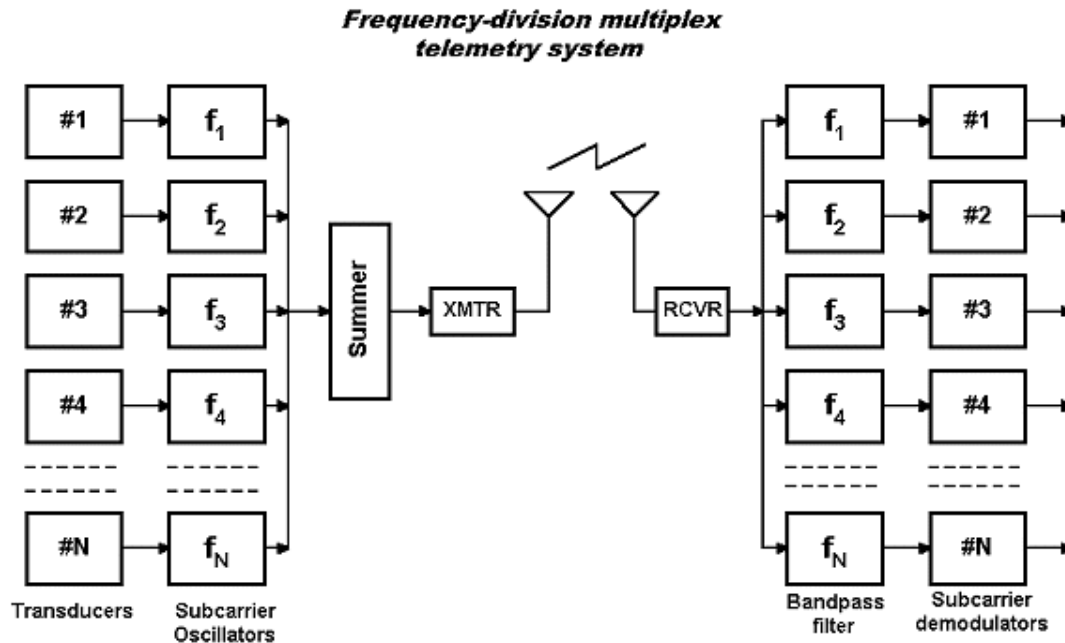 Frequency-division multiplex
telemetry system
#1
f1
#2
f2
#3
f3
#4
f4
#N
fN
Transducers
Subcarrier
Oscillators
Summer
XMTR
RCVR
f1
#1
f2
#2
f3
#3
f4
#4
fN
#N
Bandpass
filter
Subcarrier
demodulators